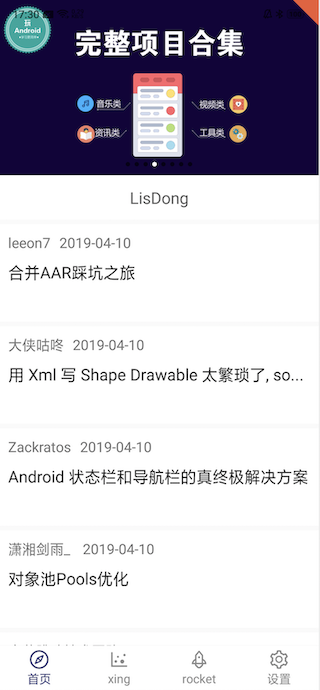 17:30
玩
Android
完整项目合集
音乐类
视频类
资讯类
工具类
LisDong
leeon7 2019-04-10
合并AAR踩坑之旅
大侠咕咚 2019-04-10
用 Xml 写 Shape Drawable 太繁琐了, so...
Zackratos 2019-04-10
Android 状态栏和导航栏的真终极解决方案
潇湘剑雨_ 2019-04-10
对象池Pools优化
首页
xing
rocket
设置